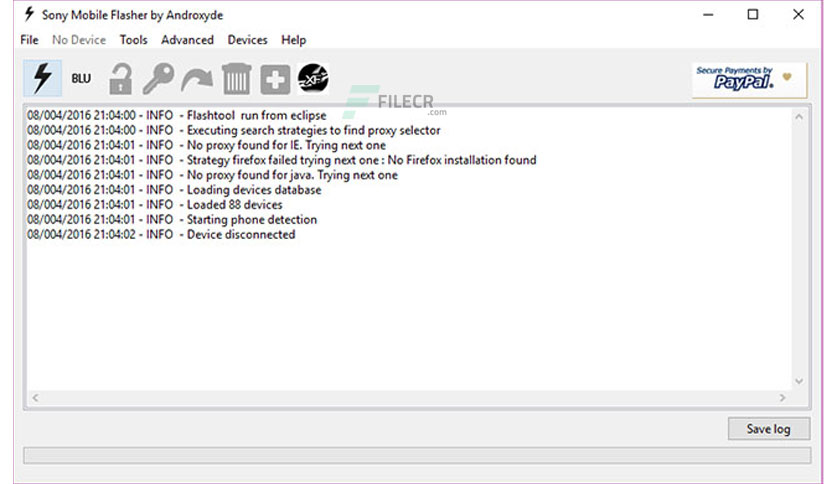 Sony Mobile Flasher by Androxyde
File No Device Tools Advanced Devices Help
BLU
XF
Secure Payments by
PayPal.
FILECR
.com
08/004/2016 21:04:00 - INFO - Flashtool run from eclipse
08/004/2016 21:04:00 - INFO - Executing search strategies to find proxy selector
08/004/2016 21:04:01 - INFO - No proxy found for IE. Trying next one
08/004/2016 21:04:01 - INFO - Strategy firefox failed trying next one : No Firefox installation found
08/004/2016 21:04:01 - INFO - No proxy found for java. Trying next one
08/004/2016 21:04:01 - INFO - Loading devices database
08/004/2016 21:04:01 - INFO - Loaded 88 devices
08/004/2016 21:04:01 - INFO - Starting phone detection
08/004/2016 21:04:02 - INFO - Device disconnected
Save log